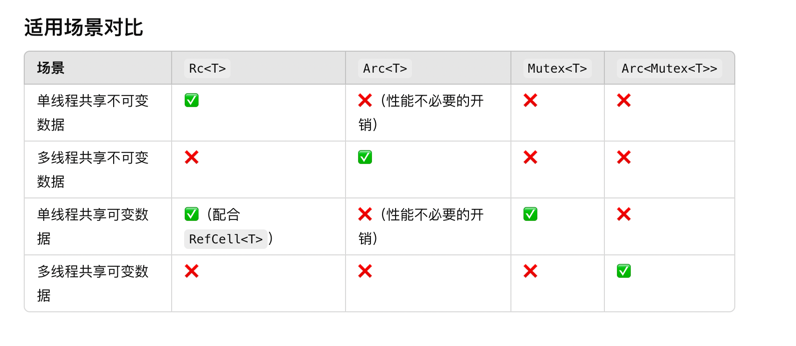 适用场景对比
场景 Rc<T> Arc<T> Mutex<T> Arc<Mutex<T>>
单线程共享不可变 ✅ ❌（性能不必要的开 ❌ ❌
数据 销）
多线程共享不可变 ❌ ✅ ❌ ❌
数据
单线程共享可变数 ✅（配合 ❌（性能不必要的开 ✅ ❌
据 RefCell<T>） 销）
多线程共享可变数 ❌ ❌ ❌ ✅
据